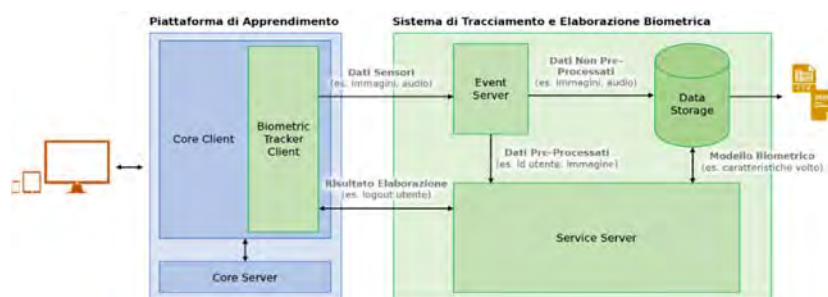 Piattaforma di Apprendimento
Sistema di Tracciamento e Elaborazione Biometrica
Core Client
Biometric
Tracker
Client
Core Server
Dati Sensori
(es. immagini, audio)
Event
Server
Dati Non Pre-
Processati
(es. immagini, audio)
Data
Storage
Dati Pre-Processati
(es. id utente, immagine)
Modello Biometrico
(es. caratteristiche volto)
Risultato Elaborazione
(es. logout utente)
Service Server